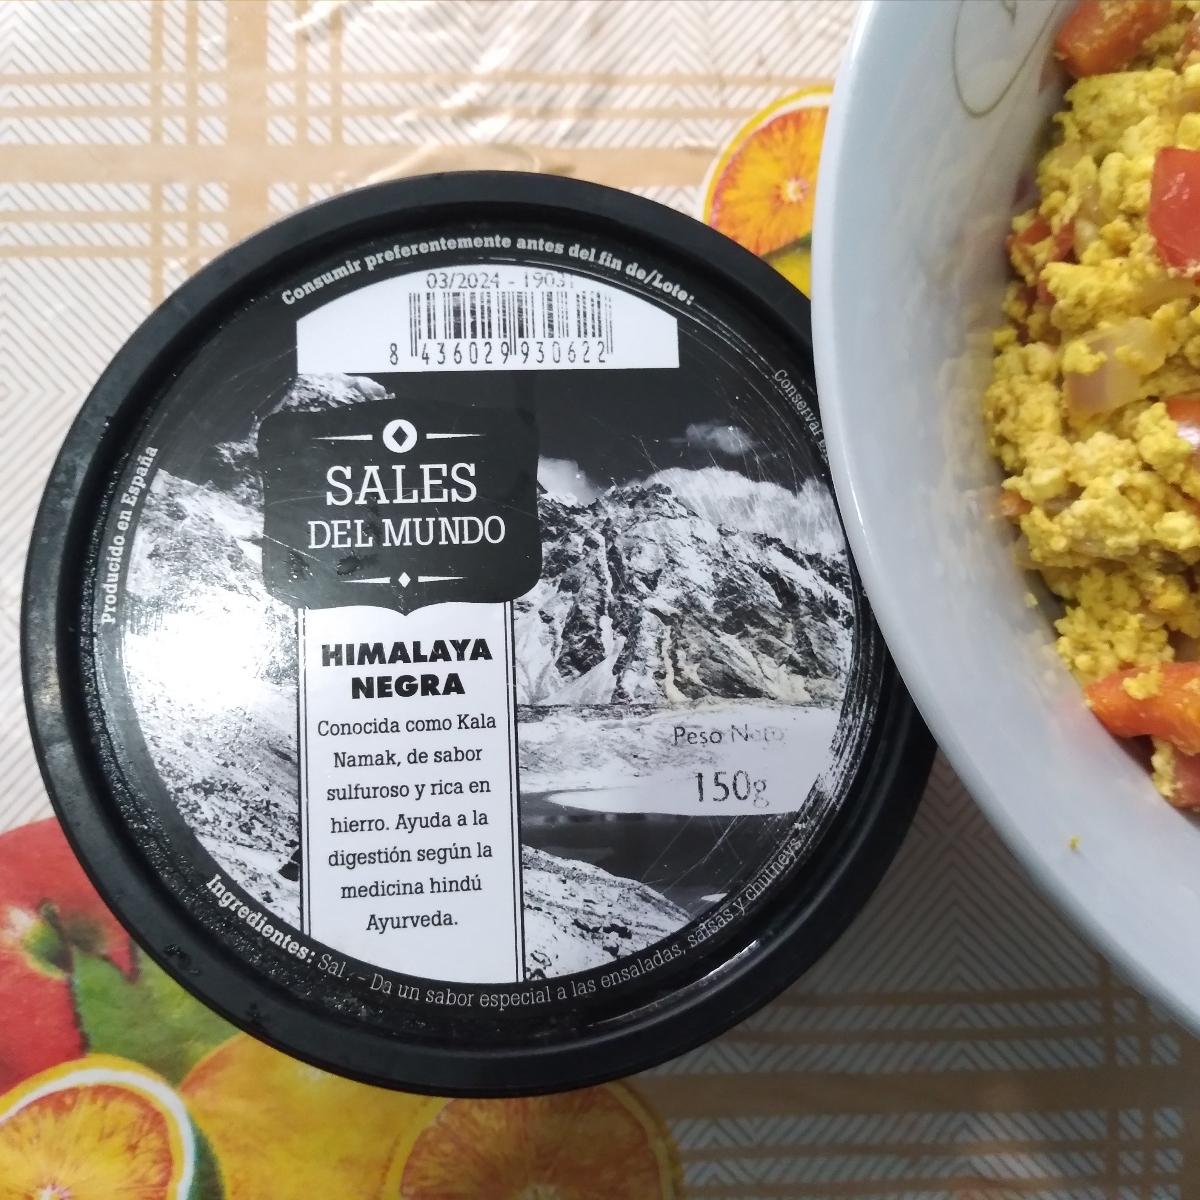 Consumir preferentemente antes del fin de/Lote:
03/2024 - 19031
8 436029 930622
Conservar
Producido en España
SALES
DEL MUNDO
HIMALAYA
NEGRA
Conocida como Kala
Namak, de sabor
sulfuroso y rica en
hierro. Ayuda a la
digestión según la
medicina hindú
Ayurveda.
Peso Neto
150g
Ingredientes: Sal. – Da un sabor especial a las ensaladas, salsas y chutneys.